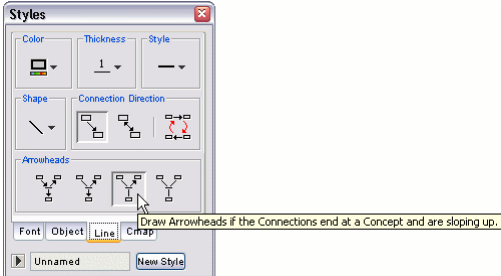 Styles
Color Thickness Style
1
Shape Connection Direction
Arrowheads
Draw Arrowheads if the Connections end at a Concept and are sloping up.
Font Object Line Cmap
Unnamed New Style